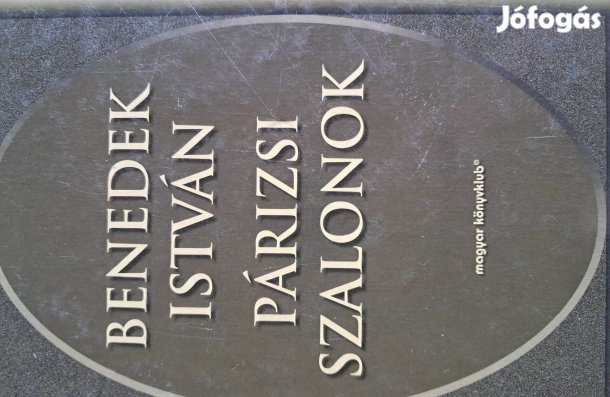 Jófogás
BENEDEK
ISTVÁN
PÁRIZSI
SZALONOK
magyar könyvklub®